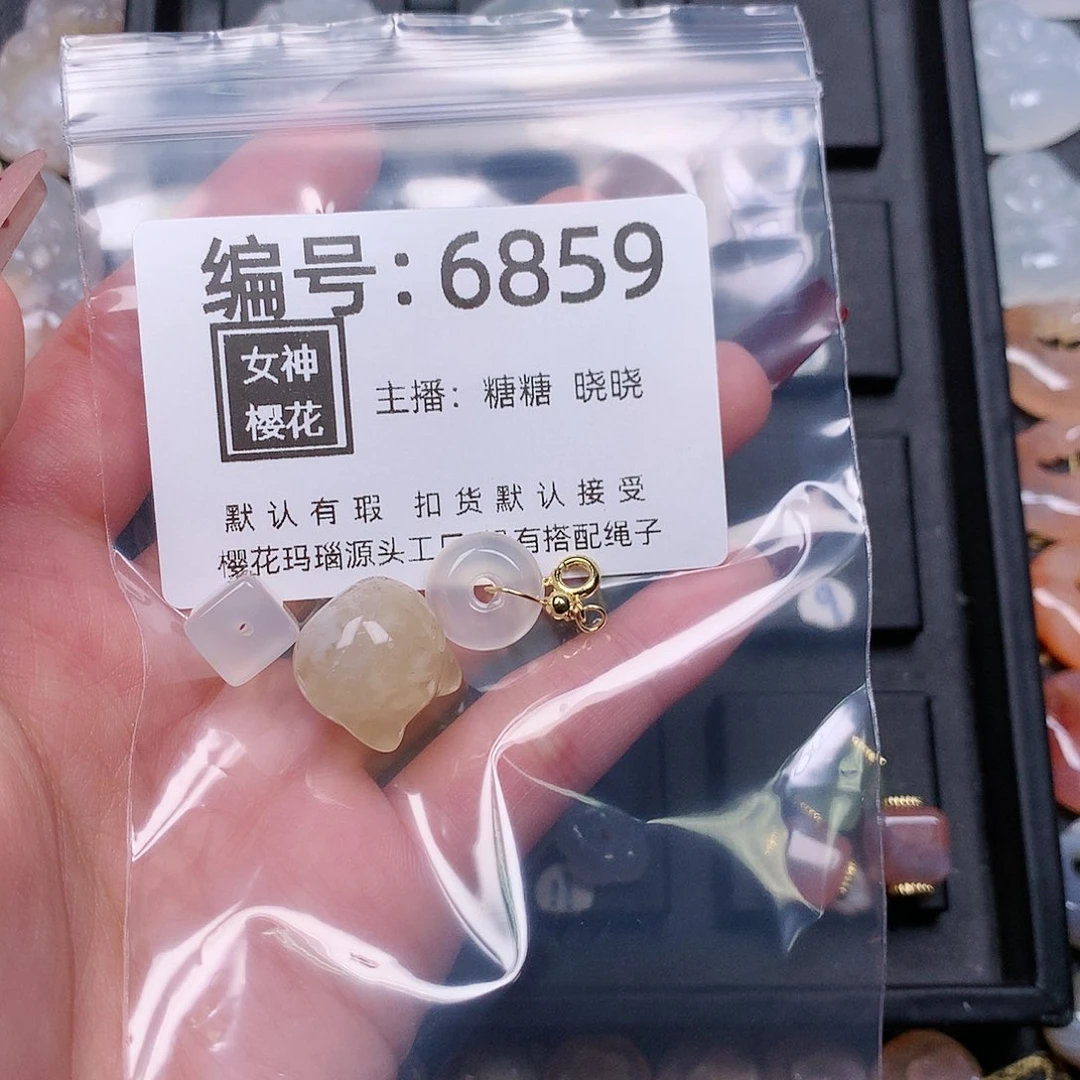 编号:6859
女神
樱花
主播: 糖糖 晓晓
默认有瑕 扣货默认接受
樱花玛瑙源头工 有搭配绳子